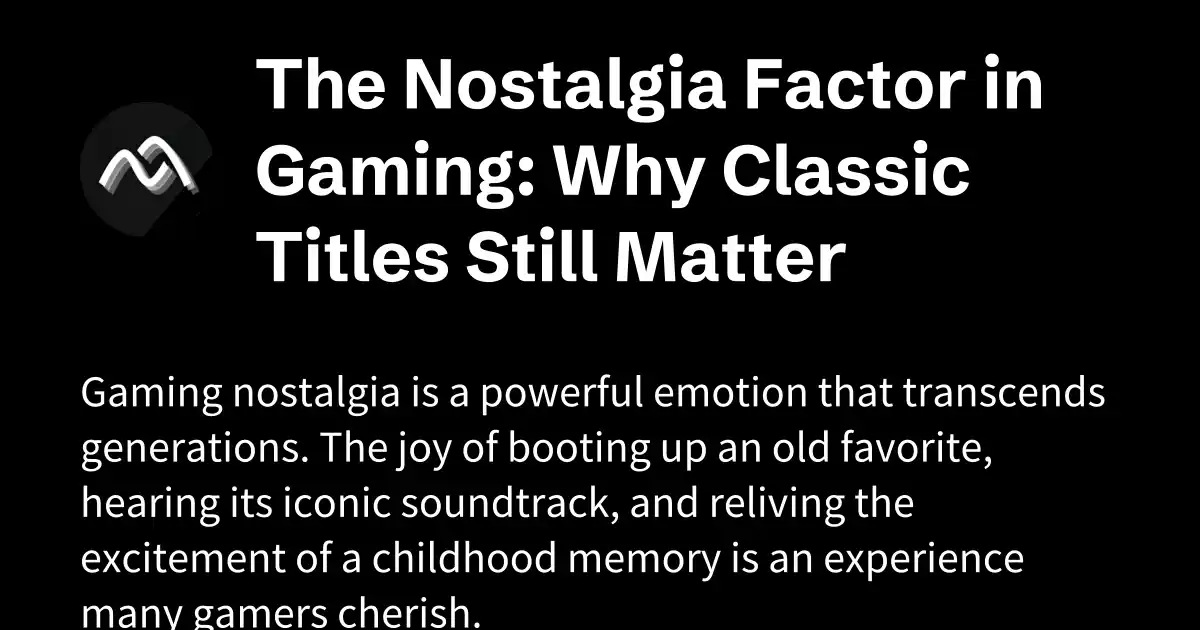 The Nostalgia Factor in
Gaming: Why Classic
Titles Still Matter
Gaming nostalgia is a powerful emotion that transcends
generations. The joy of booting up an old favorite,
hearing its iconic soundtrack, and reliving the
excitement of a childhood memory is an experience
many gamers cherish.